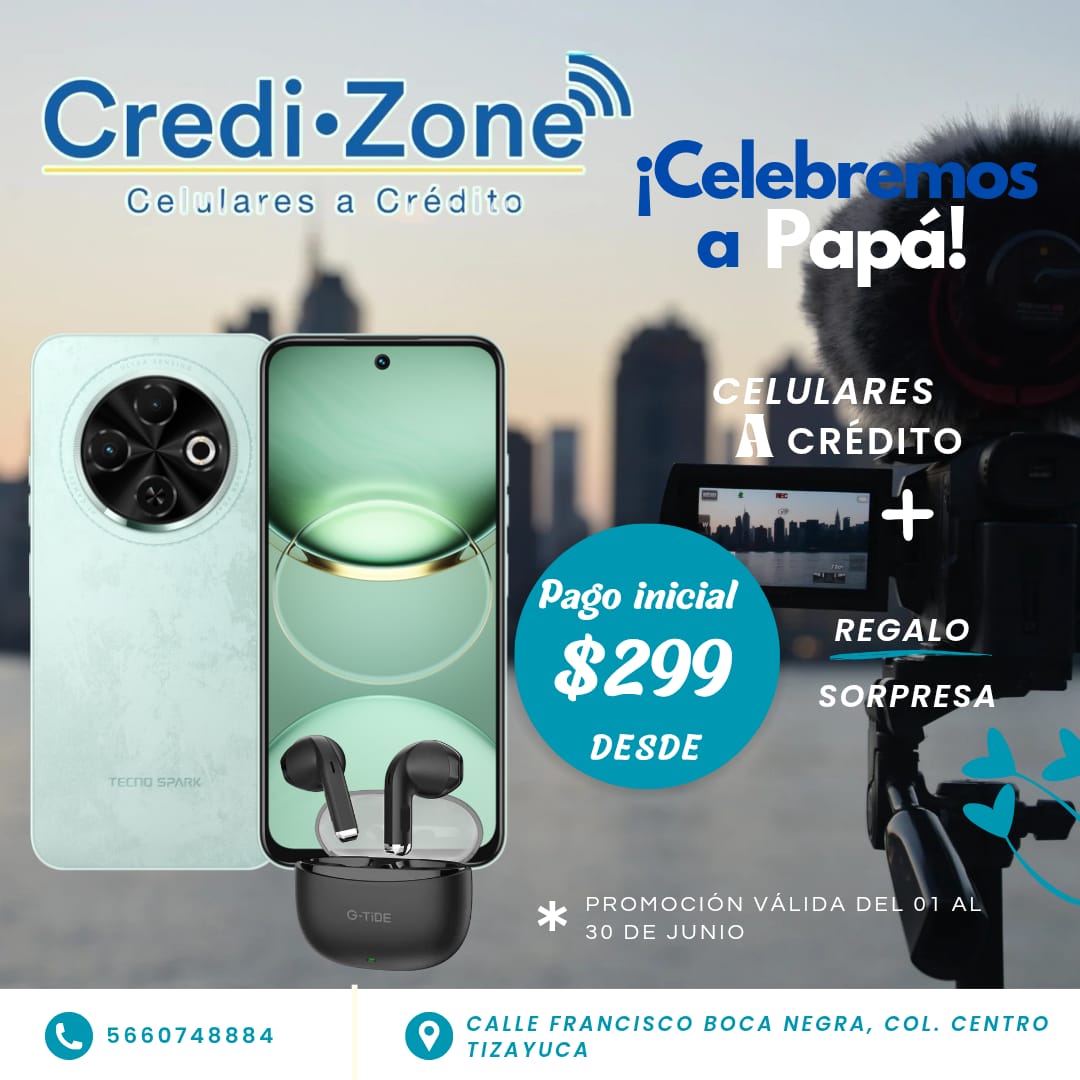 Credi•Zone
Celulares a Crédito
¡Celebremos
a Papá!
CELULARES
A CRÉDITO
+
REGALO
SORPRESA
Pago inicial
$299
DESDE
TECNO SPARK
G-TiDE
REC
* PROMOCIÓN VÁLIDA DEL 01 AL
30 DE JUNIO
5660748884
CALLE FRANCISCO BOCA NEGRA, COL. CENTRO
TIZAYUCA